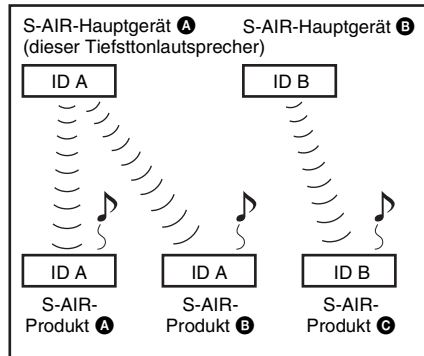 S-AIR-Hauptgerät A
(dieser Tiefsttonlautsprecher)
S-AIR-Hauptgerät B
ID A
ID B
ID A
ID A
ID B
S-AIR-
Produkt A
S-AIR-
Produkt B
S-AIR-
Produkt C